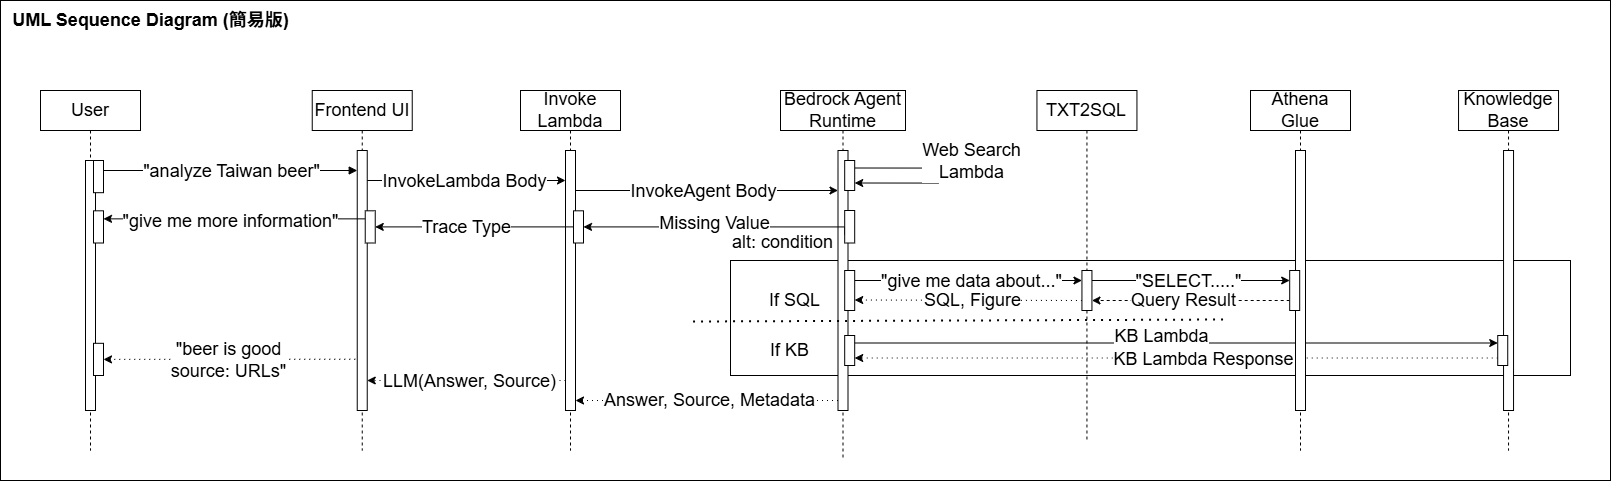 UML Sequence Diagram (簡易版)
User
Frontend UI
Invoke
Lambda
Bedrock Agent
Runtime
TXT2SQL
Athena
Glue
Knowledge
Base
Web Search
Lambda
"analyze Taiwan beer"
InvokeLambda Body
InvokeAgent Body
"give me more information"
Trace Type
Missing Value
alt: condition
"give me data about..."
"SELECT....."
If SQL
SQL, Figure
Query Result
If KB
KB Lambda
KB Lambda Response
"beer is good
source: URLs"
LLM(Answer, Source)
Answer, Source, Metadata